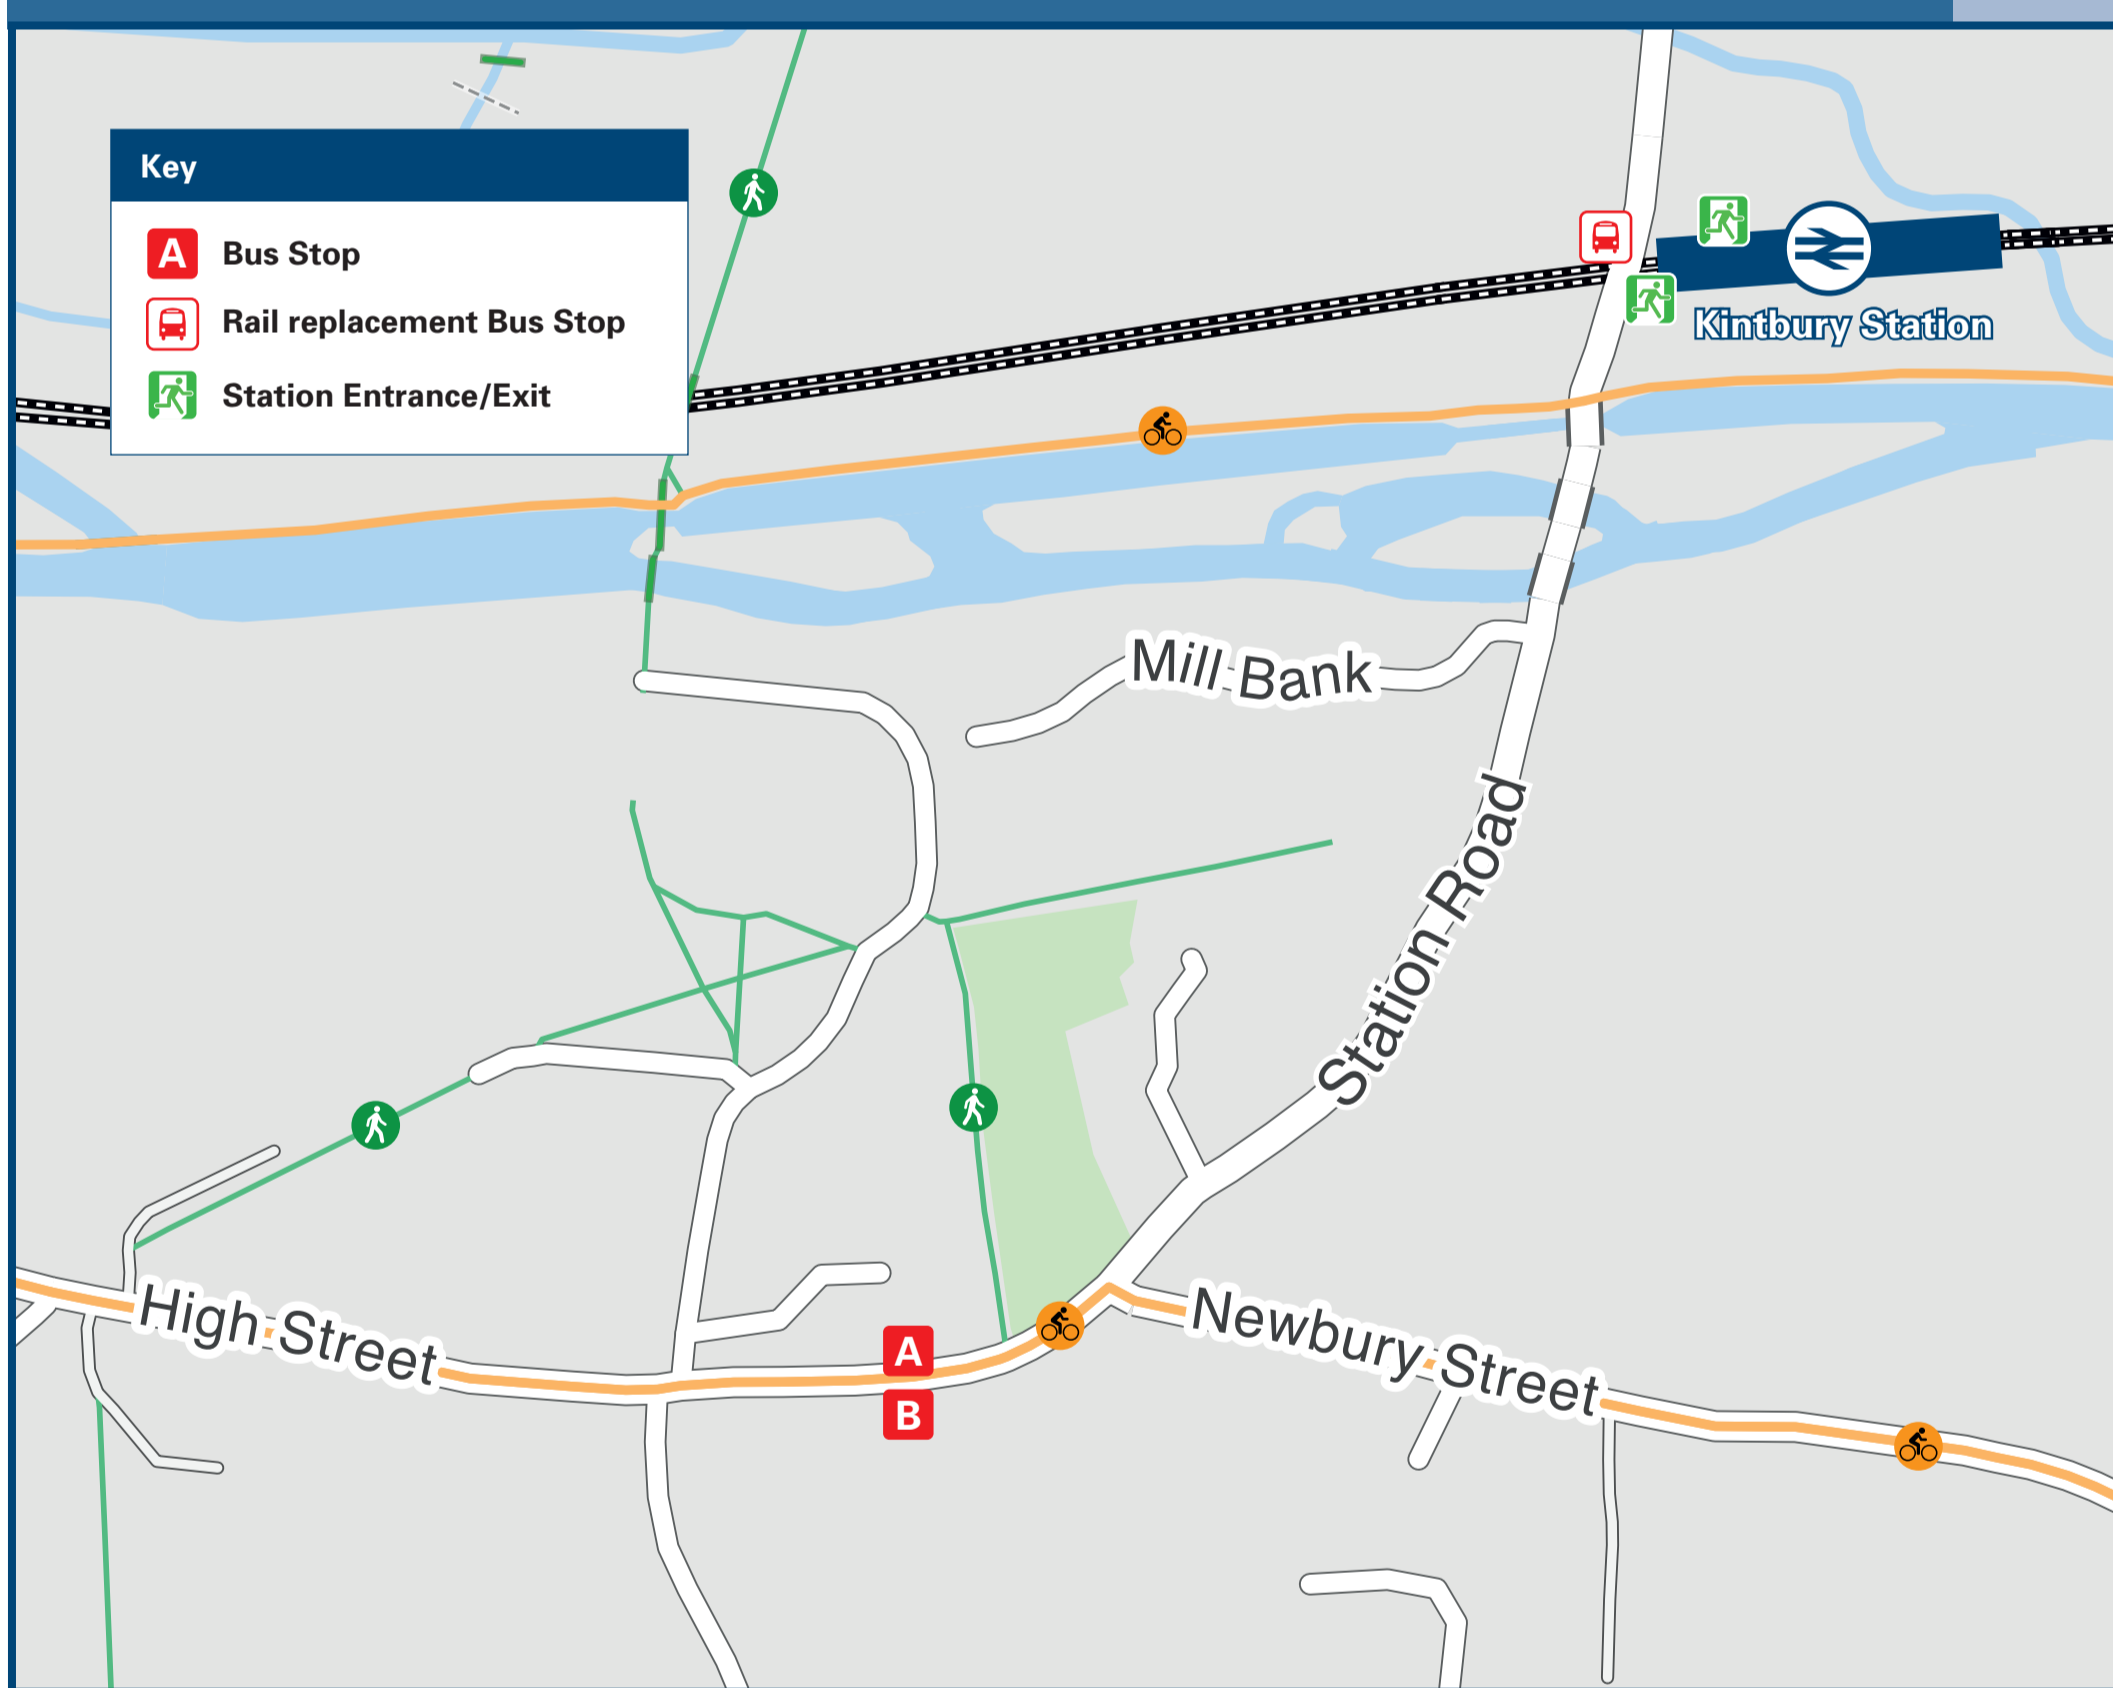 Key
A
Bus Stop
Rail replacement Bus Stop
Station Entrance/Exit
Kintbury Station
Mill Bank
Station Road
High Street
A
B
Newbury Street